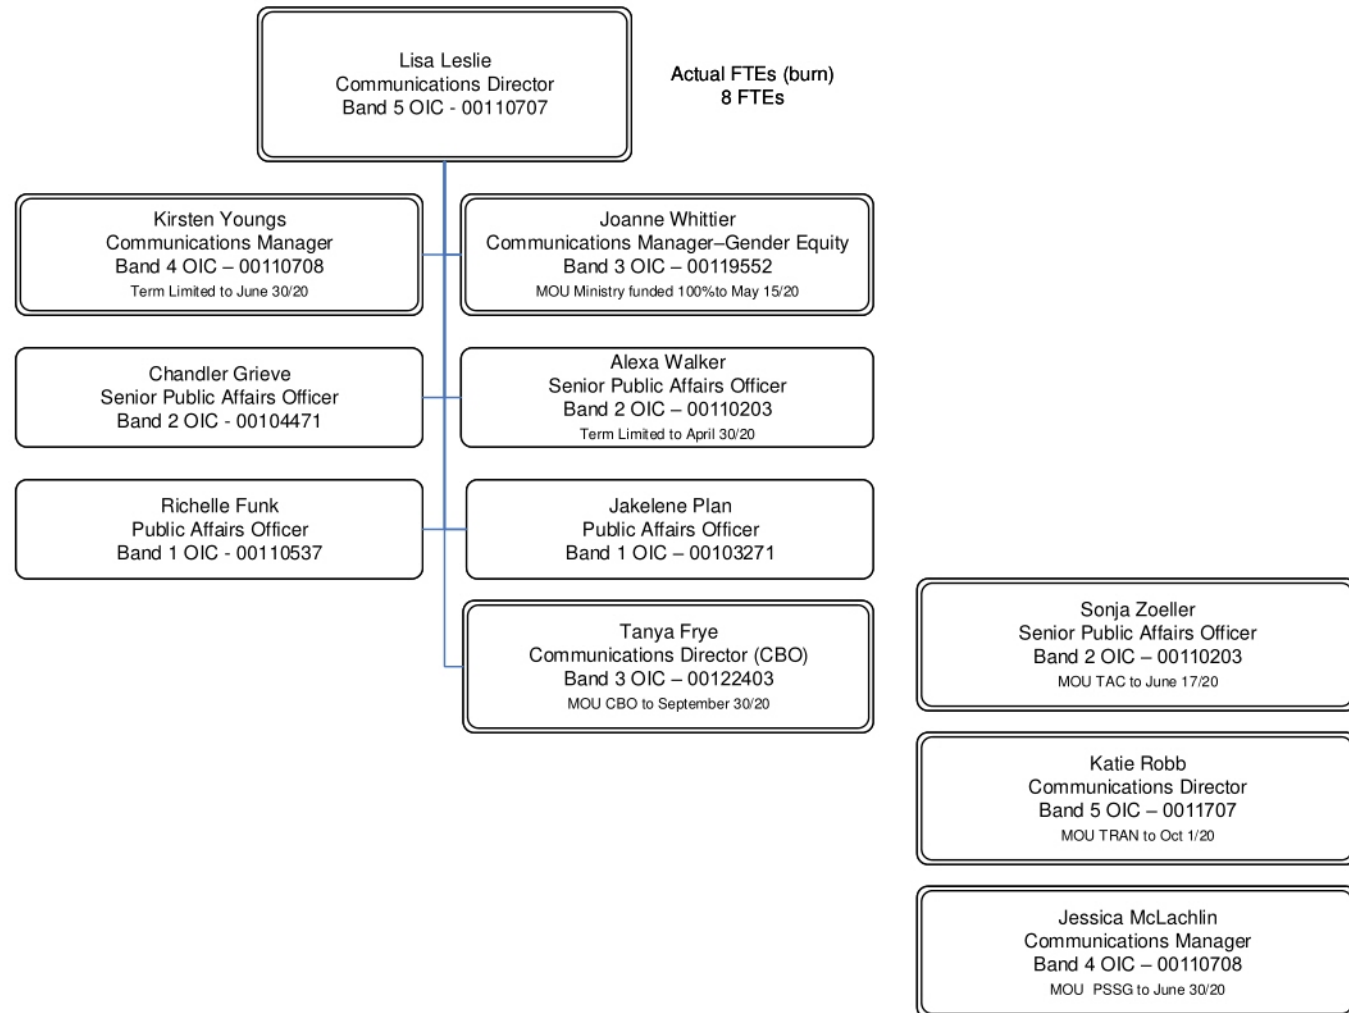 Lisa Leslie
Communications Director
Band 5 OIC - 00110707
Actual FTEs (burn)
8 FTEs
Kirsten Youngs
Communications Manager
Band 4 OIC – 00110708
Term Limited to June 30/20
Joanne Whittier
Communications Manager–Gender Equity
Band 3 OIC – 00119552
MOU Ministry funded 100%to May 15/20
Chandler Grieve
Senior Public Affairs Officer
Band 2 OIC - 00104471
Alexa Walker
Senior Public Affairs Officer
Band 2 OIC – 00110203
Term Limited to April 30/20
Richelle Funk
Public Affairs Officer
Band 1 OIC - 00110537
Jakelene Plan
Public Affairs Officer
Band 1 OIC – 00103271
Tanya Frye
Communications Director (CBO)
Band 3 OIC – 00122403
MOU CBO to September 30/20
Sonja Zoeller
Senior Public Affairs Officer
Band 2 OIC – 00110203
MOU TAC to June 17/20
Katie Robb
Communications Director
Band 5 OIC – 0011707
MOU TRAN to Oct 1/20
Jessica McLachlin
Communications Manager
Band 4 OIC – 00110708
MOU  PSSG to June 30/20